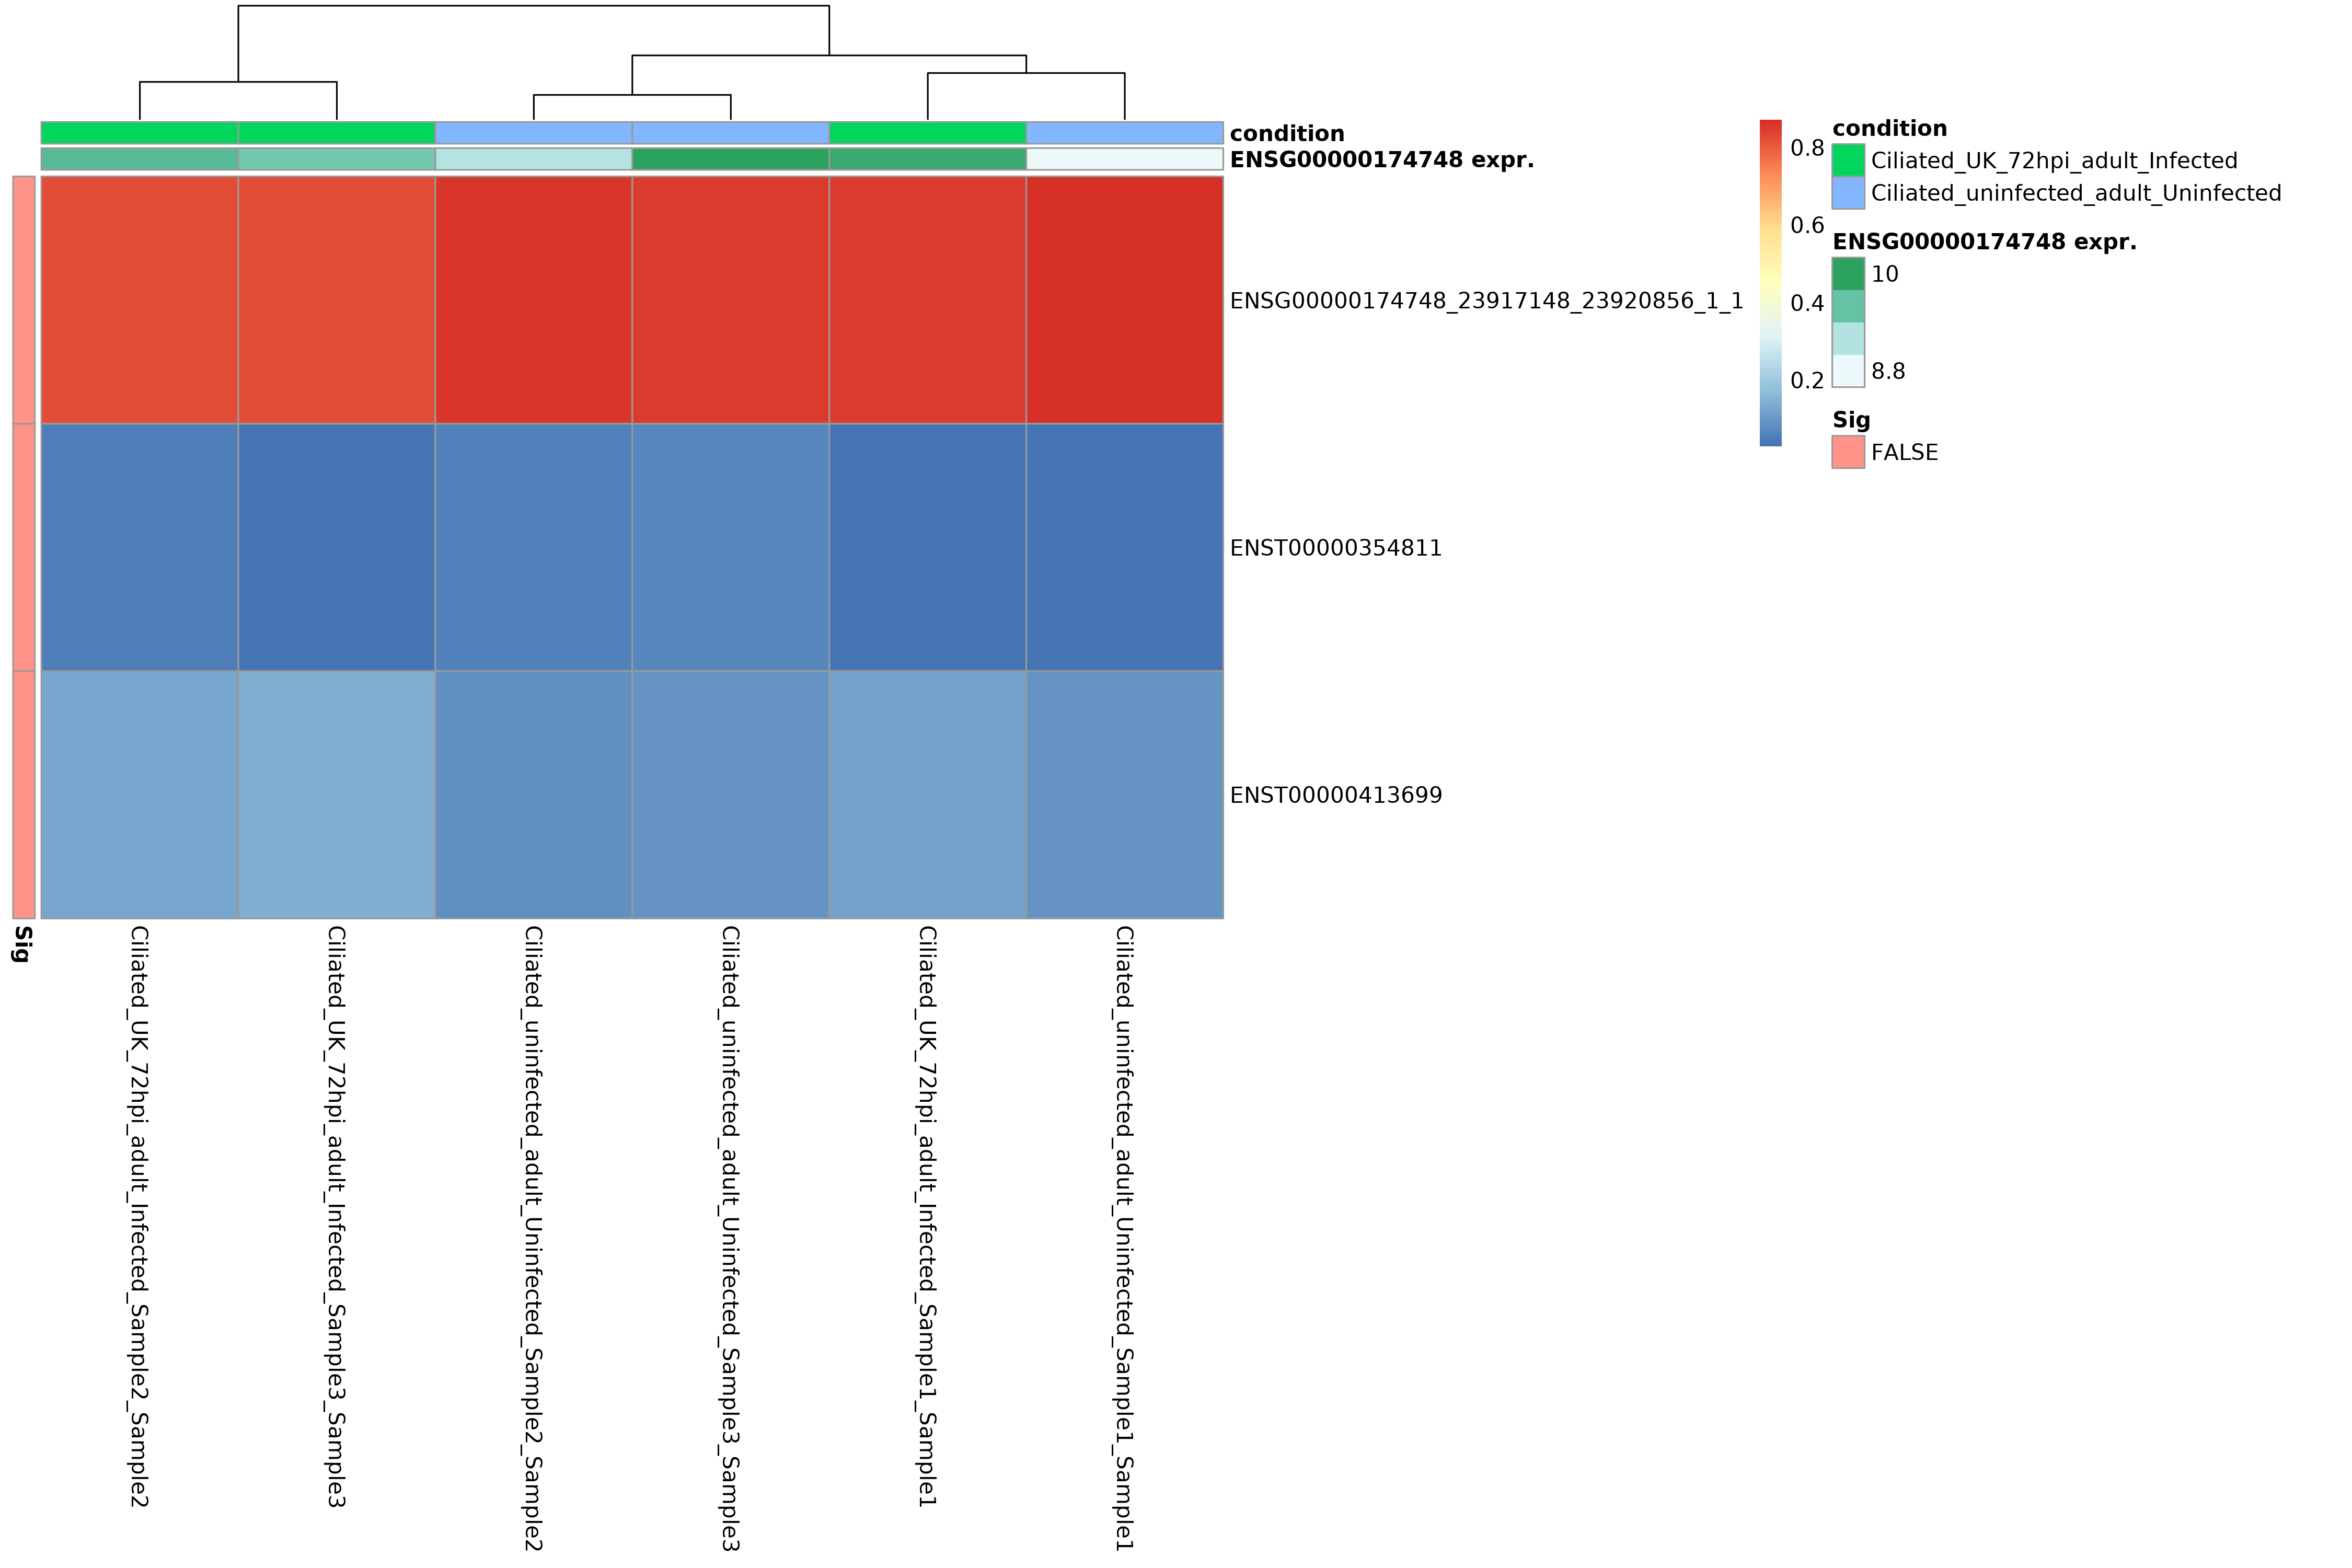 condition
ENSG00000174748 expr.
ENSG00000174748_23917148_23920856_1_1
ENST00000354811
ENST00000413699
0.8
0.6
0.4
0.2
condition
Ciliated_UK_72hpi_adult_Infected
Ciliated_uninfected_adult_Uninfected
ENSG00000174748 expr.
10
8.8
Sig
FALSE
Sig
Ciliated_UK_72hpi_adult_Infected_Sample2_Sample2
Ciliated_UK_72hpi_adult_Infected_Sample3_Sample3
Ciliated_uninfected_adult_Uninfected_Sample2_Sample2
Ciliated_uninfected_adult_Uninfected_Sample3_Sample3
Ciliated_UK_72hpi_adult_Infected_Sample1_Sample1
Ciliated_uninfected_adult_Uninfected_Sample1_Sample1